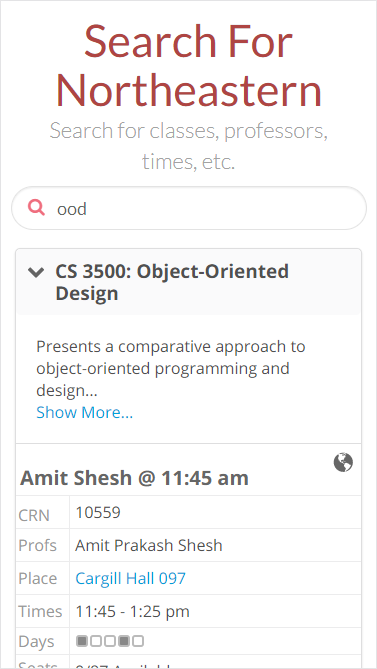 Search For
Northeastern
Search for classes, professors,
times, etc.
ood
CS 3500: Object-Oriented
Design
Presents a comparative approach to
object-oriented programming and
design...
Show More...
Amit Shesh @ 11:45 am
CRN 10559
Profs Amit Prakash Shesh
Place Cargill Hall 097
Times 11:45 - 1:25 pm
Days